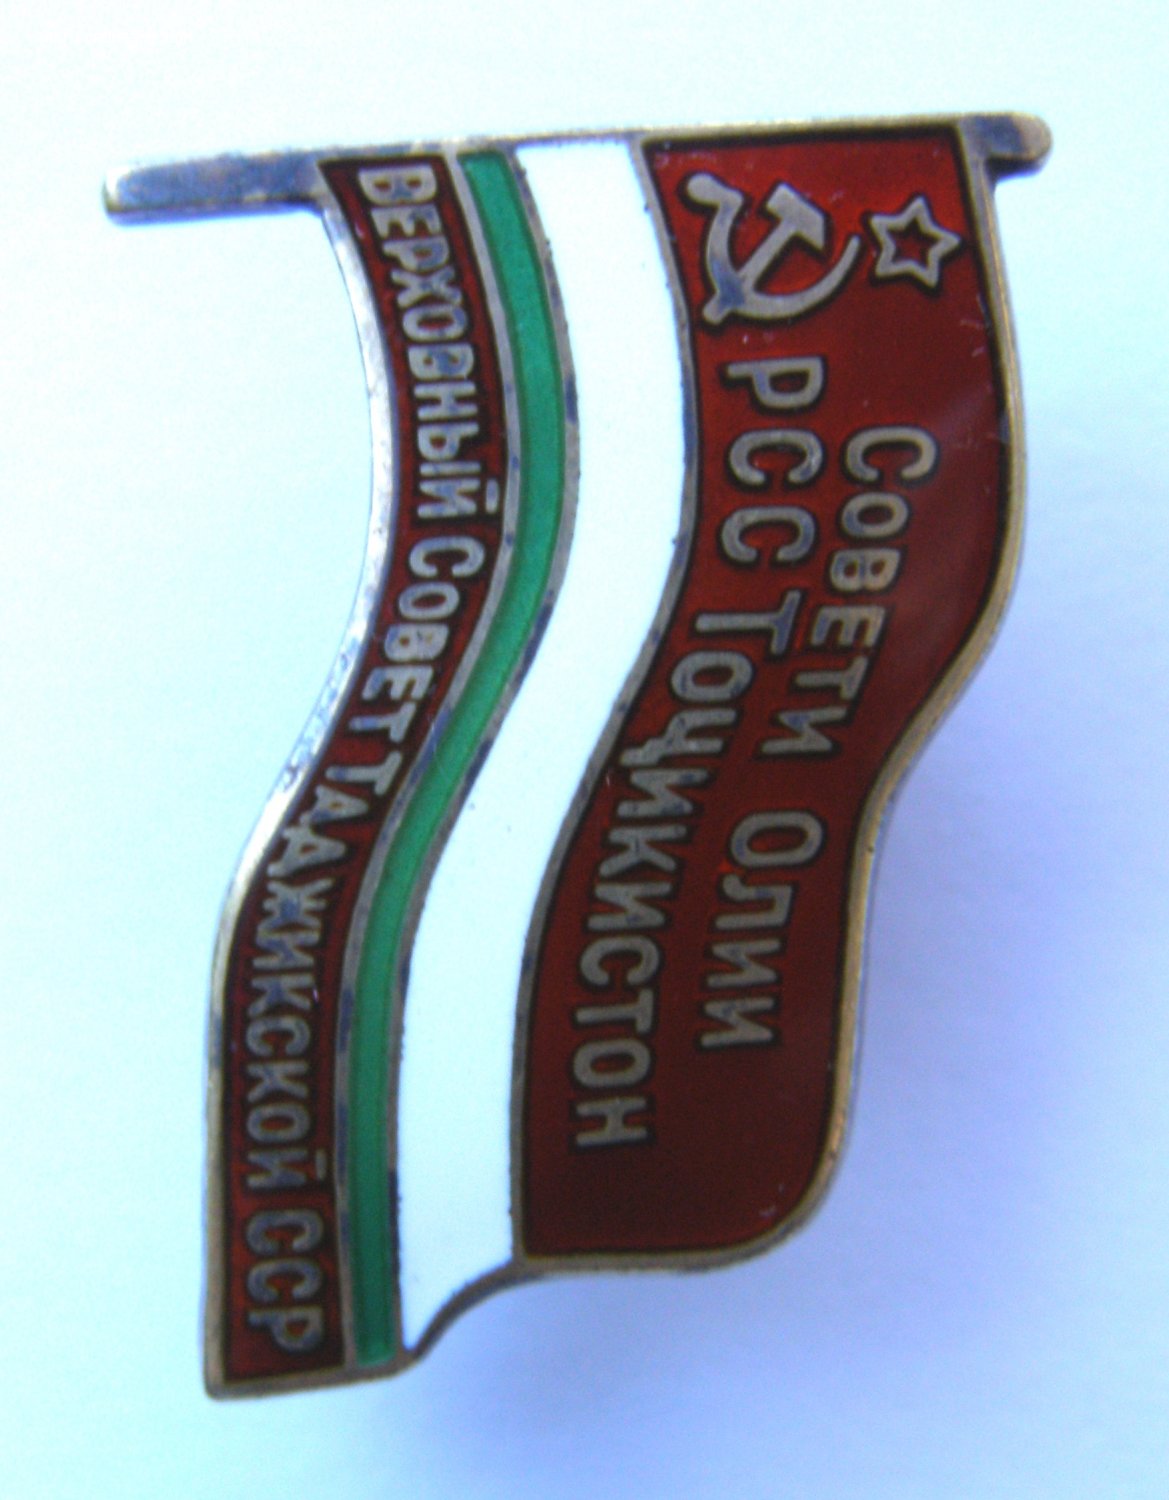 СОВЕТИ ОЛИИ
РСС ТОҶИКИСТОН
ВЕРХОВНЫЙ СОВЕТ ТАДЖИКСКОЙ ССР